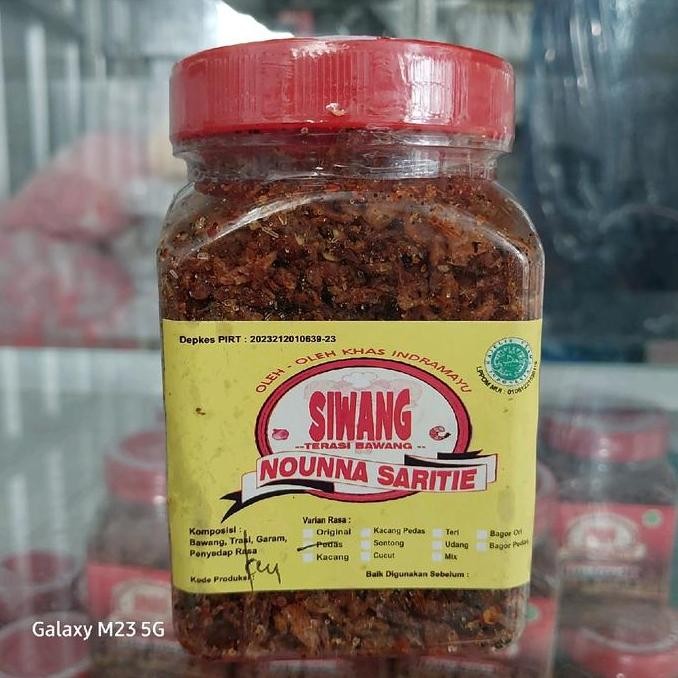 Depkes PIRT : 2023212010639-23
OLEH - OLEH KHAS INDRAMAYU
SIWANG
--TERASI BAWANG --
NOUNNA SARITIE
Komposisi :
Bawang, Trasi, Garam,
Penyedap Rasa
Kode Produksi
Varian Rasa :
Original
Pedas
Kacang
Kacang Pedas
Sontong
Cucut
Teri
Udang
Mix
Bagor Ori
Bagor Pedas
Baik Digunakan Sebelum :
Galaxy M23 5G